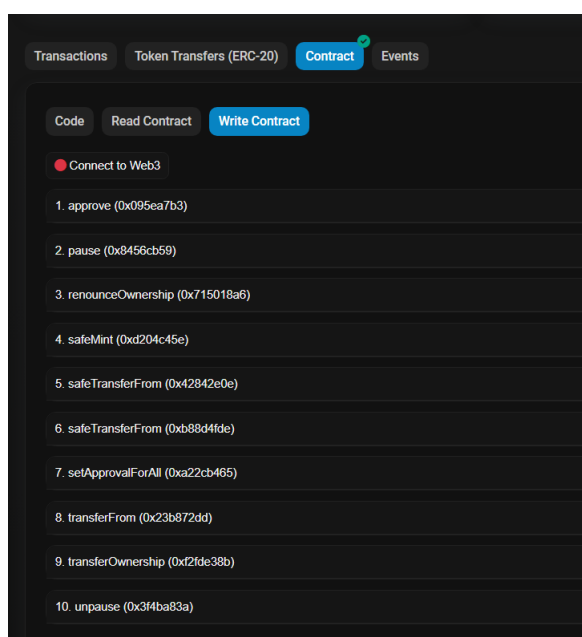 Transactions Token Transfers (ERC-20) Contract Events
Code Read Contract Write Contract
Connect to Web3
1. approve (0x095ea7b3)
2. pause (0x8456cb59)
3. renounceOwnership (0x715018a6)
4. safeMint (0xd204c45e)
5. safeTransferFrom (0x42842e0e)
6. safeTransferFrom (0xb88d4fde)
7. setApprovalForAll (0xa22cb465)
8. transferFrom (0x23b872dd)
9. transferOwnership (0xf2fde38b)
10. unpause (0x3f4ba83a)